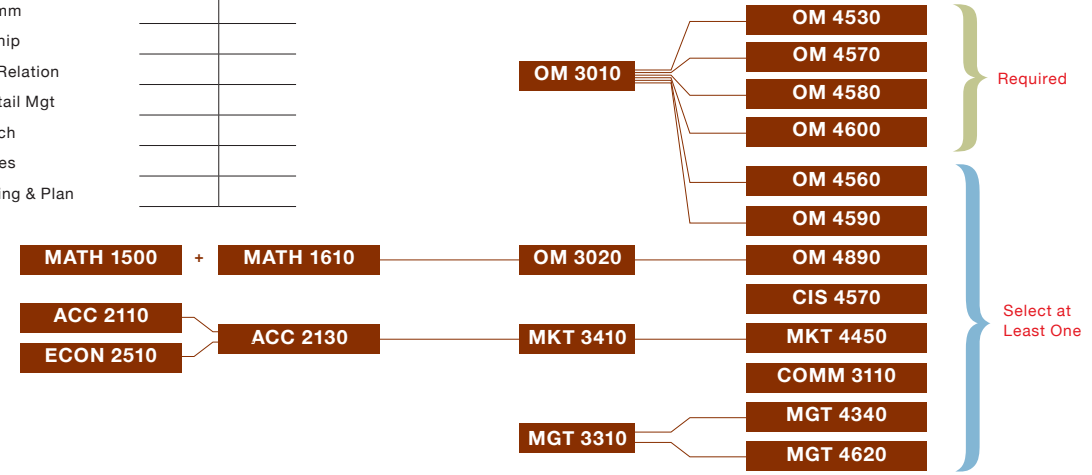 mm
hip
Relation
tail Mgt
ch
es
ing & Plan
OM 3010
OM 4530
OM 4570
OM 4580
OM 4600
Required
OM 4560
OM 4590
MATH 1500 + MATH 1610
OM 3020
OM 4890
CIS 4570
ACC 2110
ECON 2510
ACC 2130
MKT 3410
MKT 4450
COMM 3110
MGT 3310
MGT 4340
MGT 4620
Select at
Least One